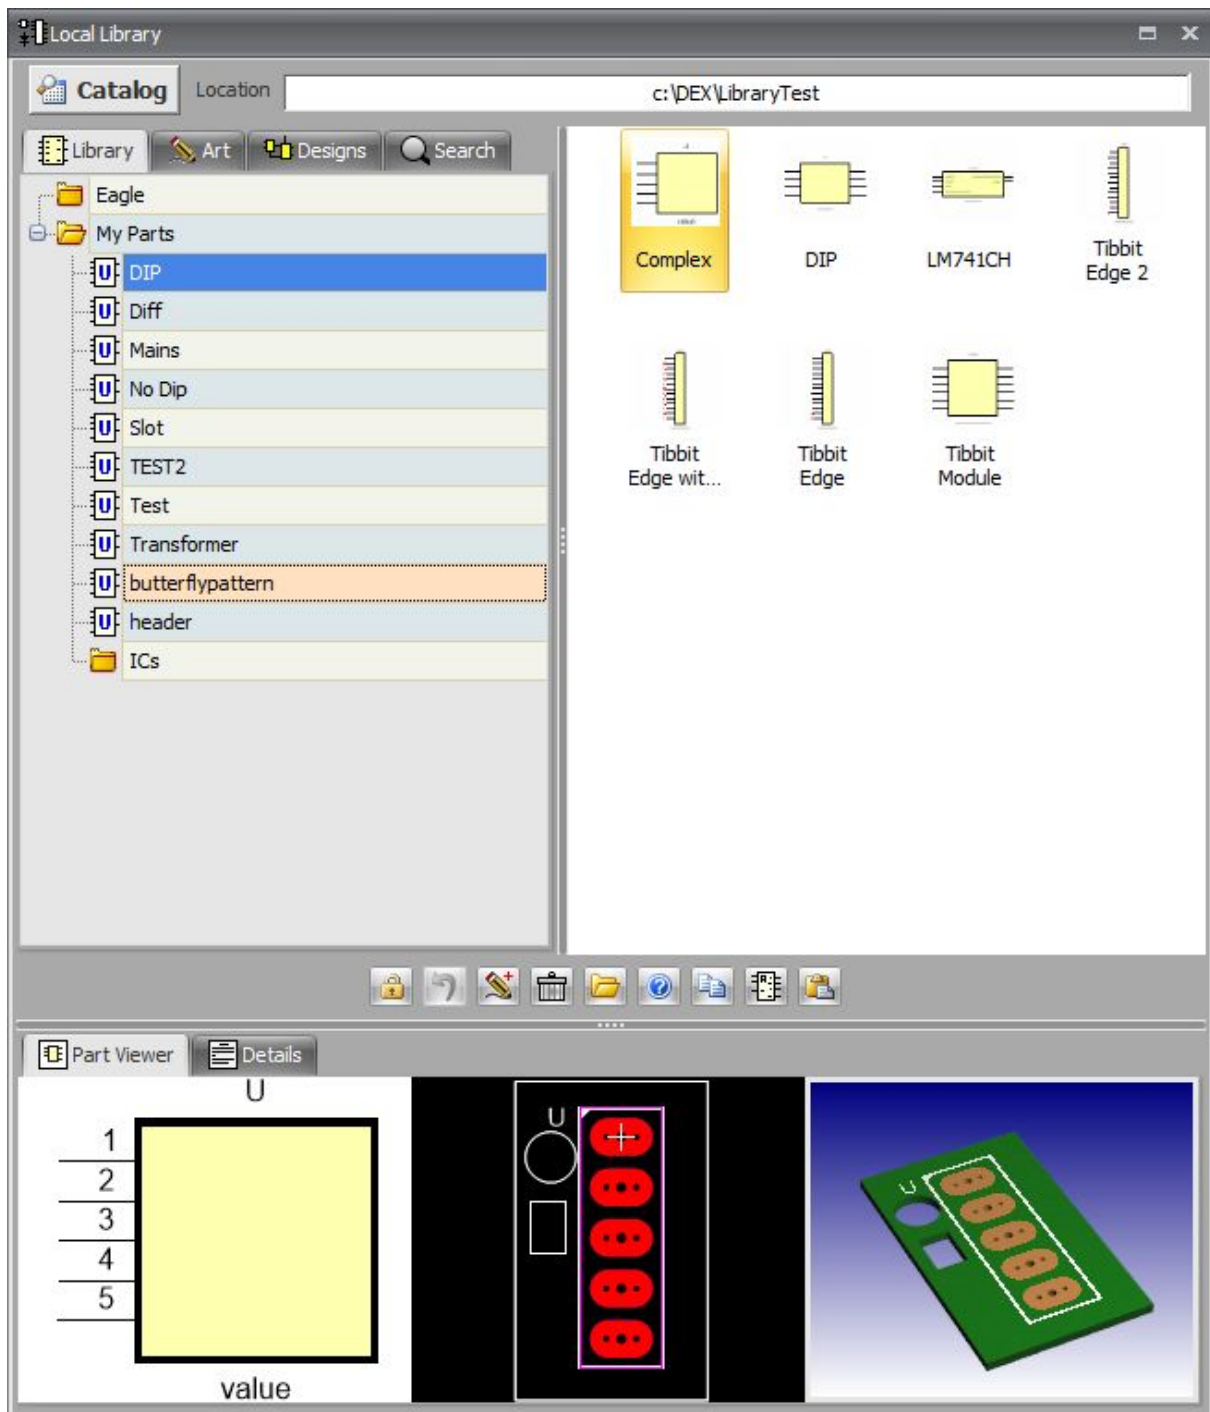 Local Library
Catalog
Location
c:\DEX\LibraryTest
Library
Art
Designs
Search
Eagle
My Parts
DIP
Diff
Mains
No Dip
Slot
TEST2
Test
Transformer
butterflypattern
header
ICs
Complex
DIP
LM741CH
Tibbit
Edge 2
Tibbit
Edge wit...
Tibbit
Edge
Tibbit
Module
Part Viewer
Details
U
1
2
3
4
5
value
U
U